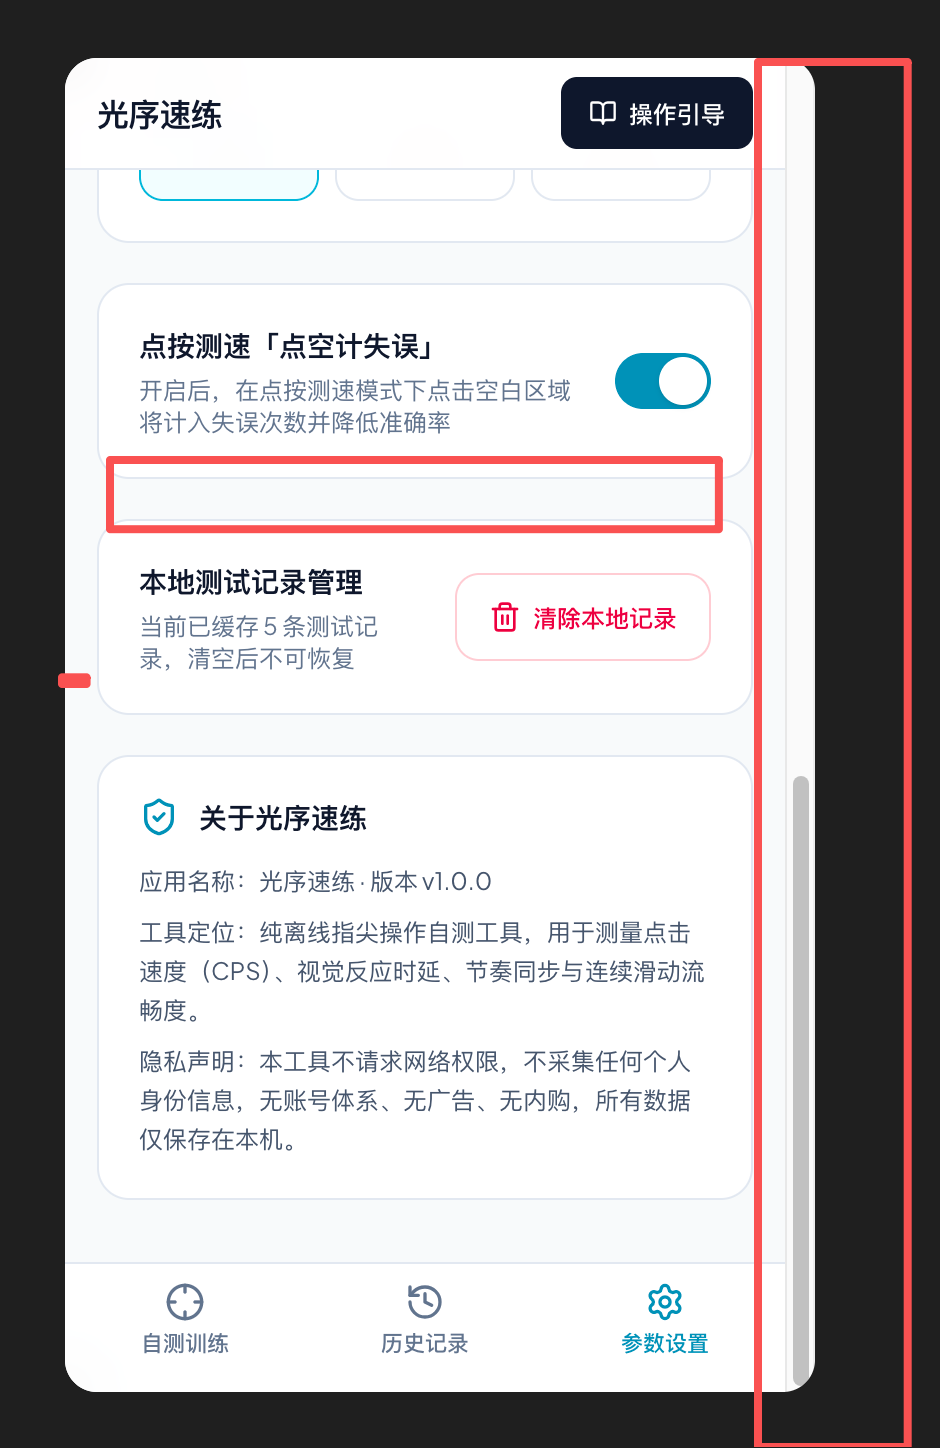 光序速练
操作引导
点按测速「点空计失误」
开启后，在点按测速模式下点击空白区域
将计入失误次数并降低准确率
本地测试记录管理
当前已缓存 5 条测试记
录，清空后不可恢复
清除本地记录
关于光序速练
应用名称：光序速练 · 版本 v1.0.0
工具定位：纯离线指尖操作自测工具，用于测量点击
速度（CPS）、视觉反应时延、节奏同步与连续滑动流
畅度。
隐私声明：本工具不请求网络权限，不采集任何个人
身份信息，无账号体系、无广告、无内购，所有数据
仅保存在本机。
自测训练
历史记录
参数设置